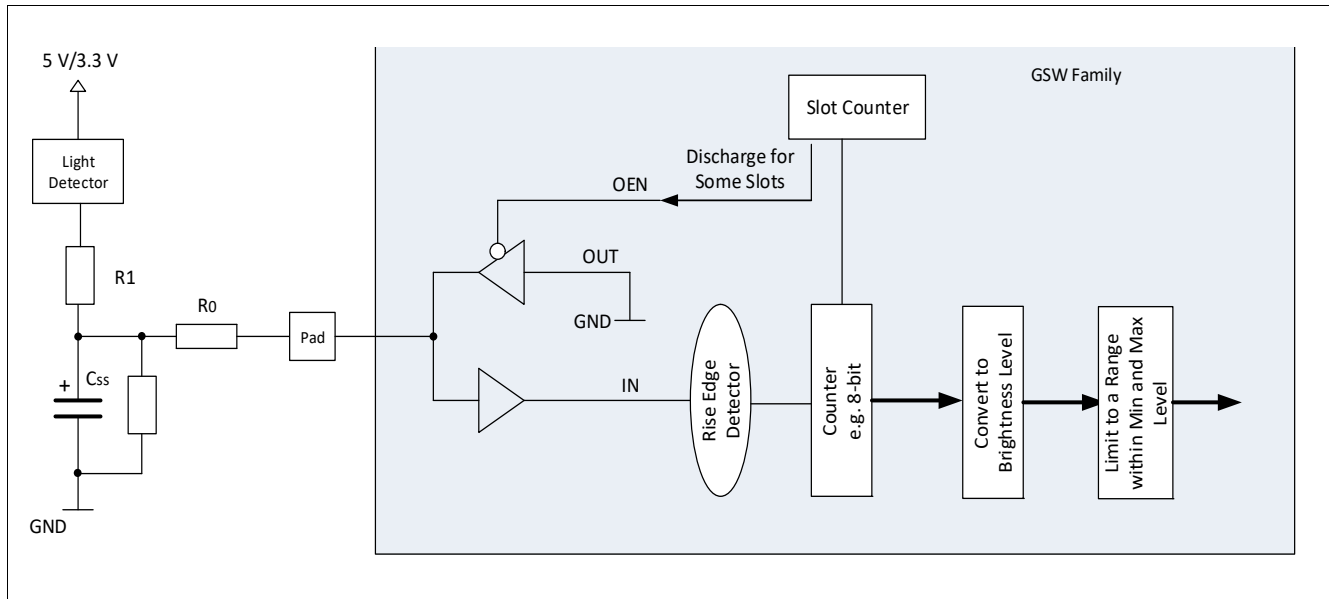 5 V/3.3 V
GSW Family
Slot Counter
Light
Detector
Discharge for
Some Slots
OEN
OUT
R1
R0
GND
Pad
Css
+
IN
Rise Edge
Detector
Counter
e.g. 8-bit
Convert to
Brightness Level
Limit to a Range
within Min and Max
Level
GND